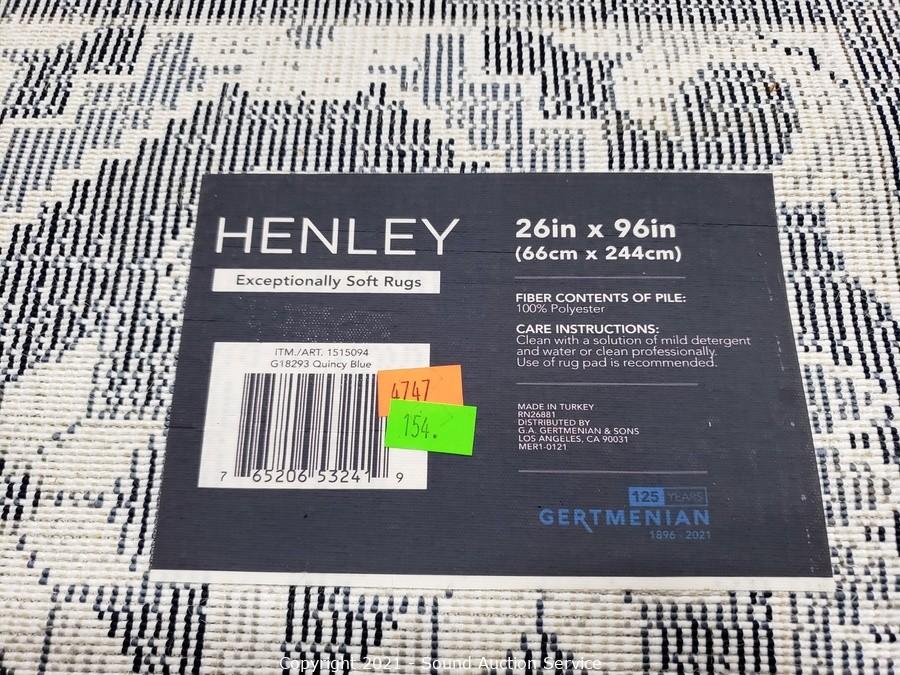 HENLEY
Exceptionally Soft Rugs
ITM./ART. 1515094
G18293 Quincy Blue
4747
154.
7 65206 53241 9
26in x 96in
(66cm x 244cm)
FIBER CONTENTS OF PILE:
100% Polyester
CARE INSTRUCTIONS:
Clean with a solution of mild detergent
and water or clean professionally.
Use of rug pad is recommended.
MADE IN TURKEY
RN26881
DISTRIBUTED BY
G.A. GERTMENIAN & SONS
LOS ANGELES, CA 90031
MER1-0121
125 YEARS
GERTMENIAN
1896 - 2021
Copyright 2021 - Sound Auction Service